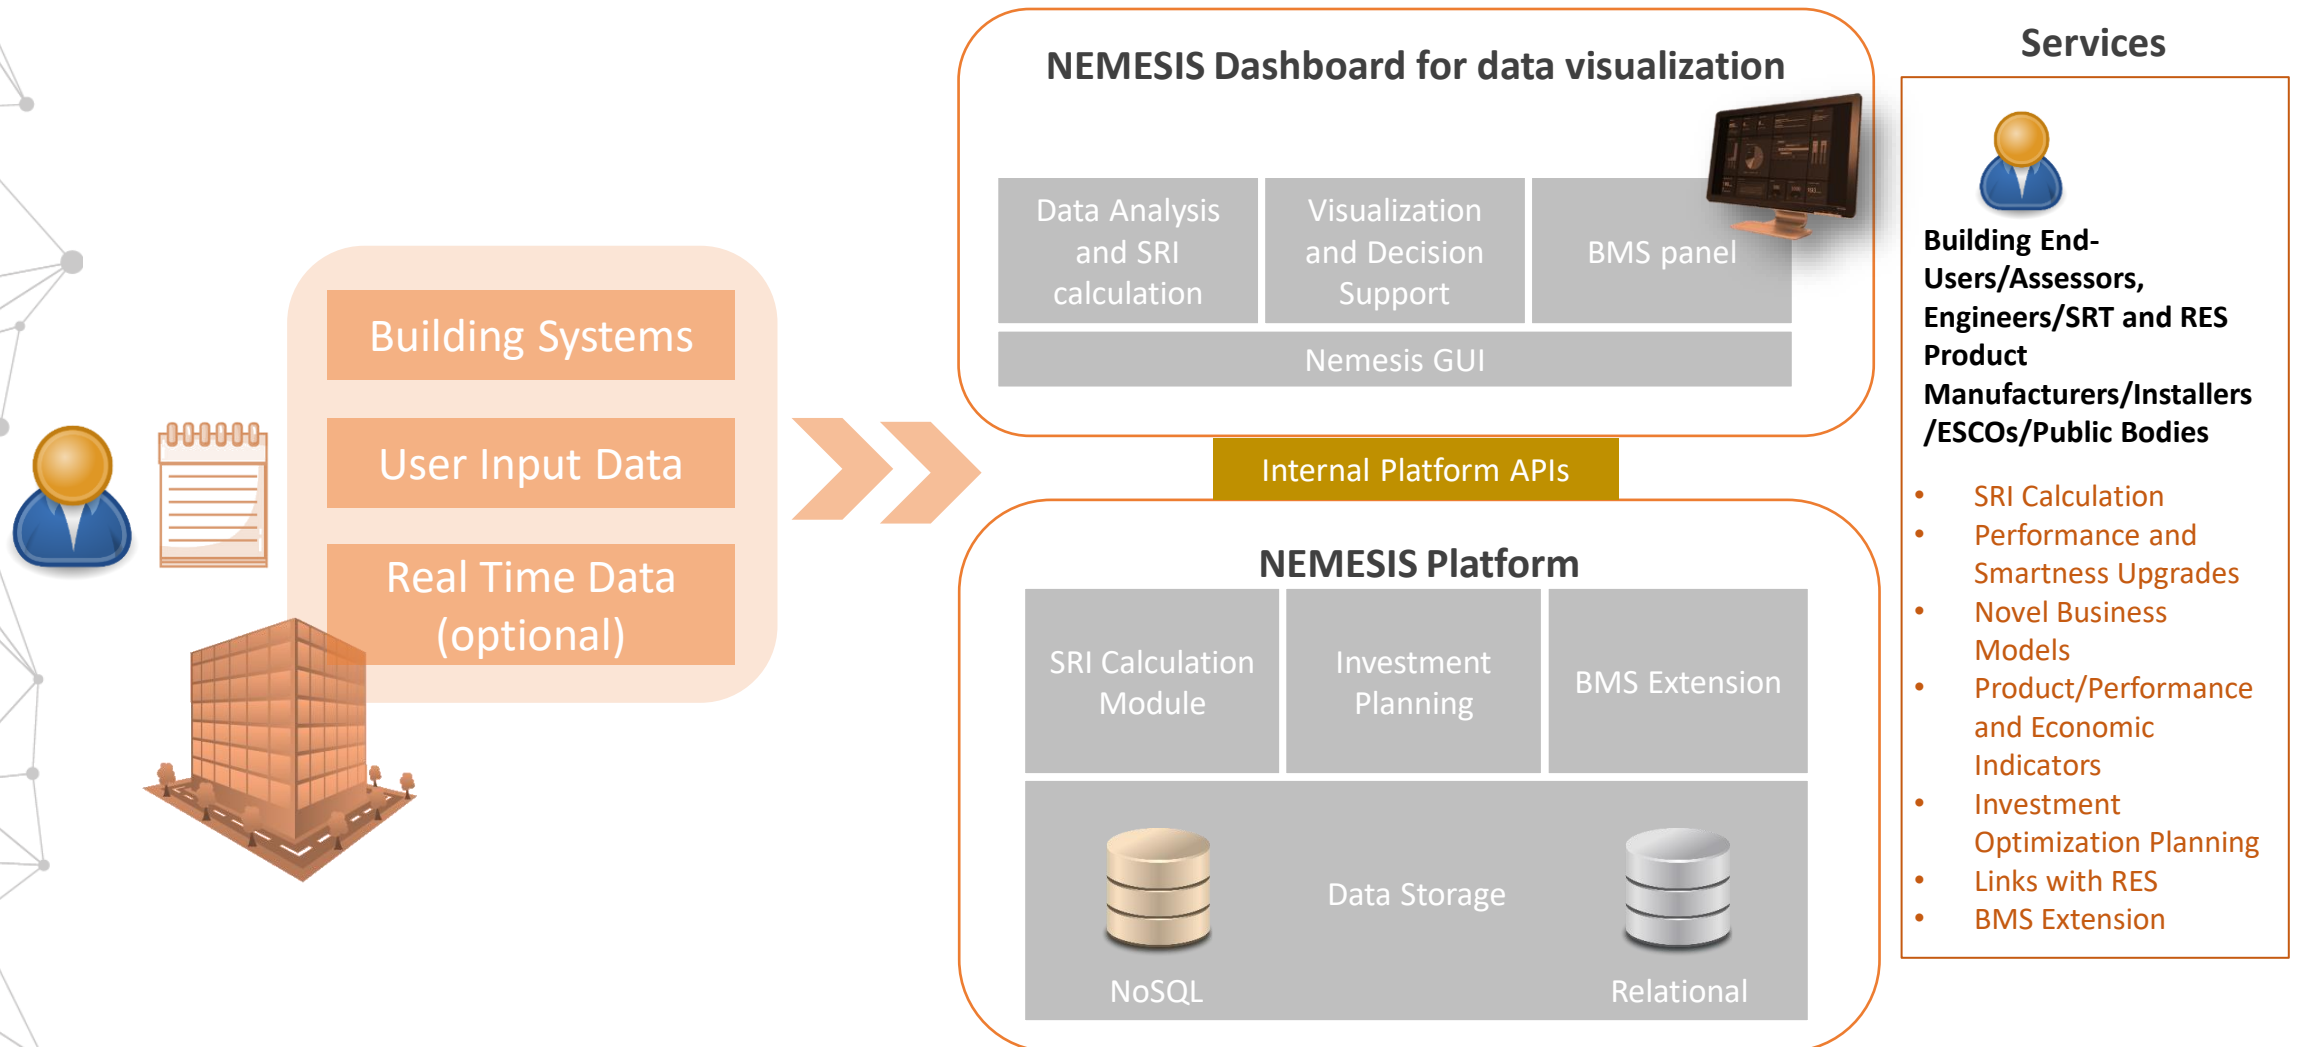 Building Systems
User Input Data
Real Time Data
(optional)
NEMESIS Dashboard for data visualization
Data Analysis
and SRI
calculation
Visualization
and Decision
Support
BMS panel
Nemesis GUI
Internal Platform APIs
NEMESIS Platform
SRI Calculation
Module
Investment
Planning
BMS Extension
Data Storage
NoSQL
Relational
Services
Building End-
Users/Assessors,
Engineers/SRT and RES
Product
Manufacturers/Installers
/ESCOs/Public Bodies
• SRI Calculation
• Performance and
Smartness Upgrades
• Novel Business
Models
• Product/Performance
and Economic
Indicators
• Investment
Optimization Planning
• Links with RES
• BMS Extension